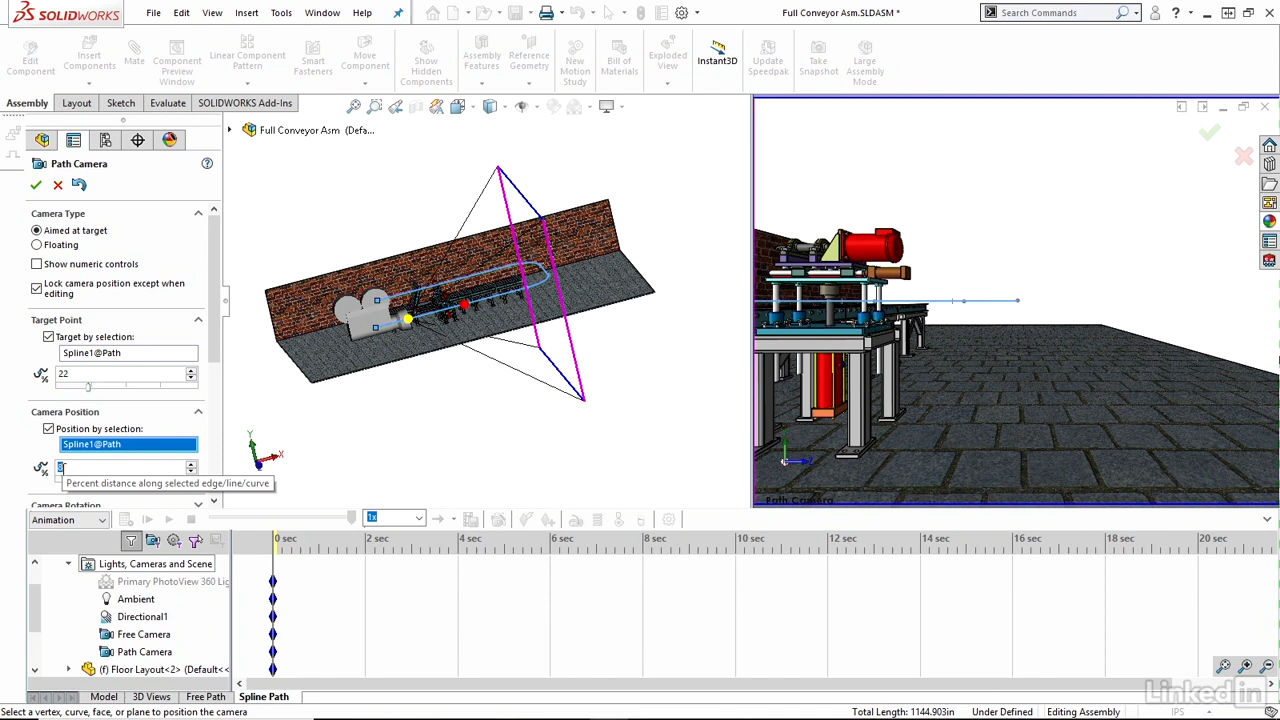 SOLIDWORKS
File Edit View Insert Tools Window Help
Full Conveyor Asm.SLDASM *
Search Commands
Edit Component
Insert Components
Mate
Component Preview Window
Linear Component Pattern
Smart Fasteners
Move Component
Show Hidden Components
Assembly Features
Reference Geometry
New Motion Study
Bill of Materials
Exploded View
Instant3D
Update Speedpak
Take Snapshot
Large Assembly Mode
Assembly Layout Sketch Evaluate SOLIDWORKS Add-Ins
Full Conveyor Asm (Defa...
Path Camera
Camera Type
Aimed at target
Floating
Show numeric controls
Lock camera position except when
editing
Target Point
Target by selection:
Spline1@Path
22
Camera Position
Position by selection:
Spline1@Path
Percent distance along selected edge/line/curve
Camera Rotation
Y
X
Path Camera
Animation
1x
0 sec 2 sec 4 sec 6 sec 8 sec 10 sec 12 sec 14 sec 16 sec 18 sec 20 sec
Lights, Cameras and Scene
Primary PhotoView 360 Lig
Ambient
Directional1
Free Camera
Path Camera
(f) Floor Layout<2> (Default<<
Model 3D Views Free Path Spline Path
LinkedIn
Select a vertex, curve, face, or plane to position the camera
Total Length: 1144.903in Under Defined Editing Assembly IPS